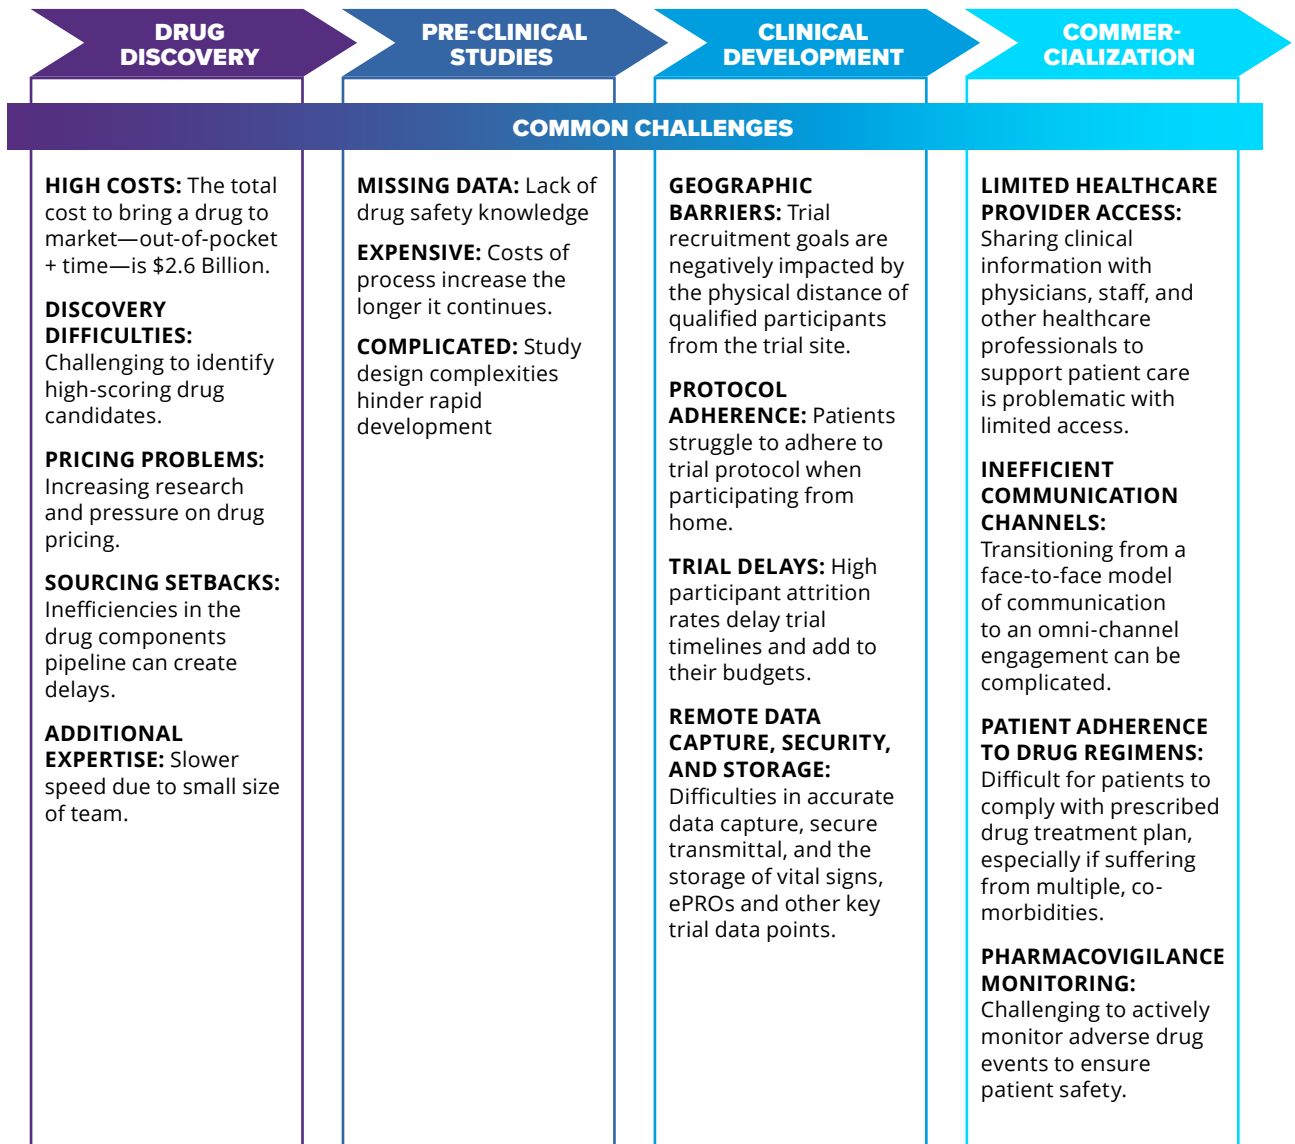 DRUG
DISCOVERY
PRE-CLINICAL
STUDIES
CLINICAL
DEVELOPMENT
COMMER-
CIALIZATION
COMMON CHALLENGES
HIGH COSTS: The total
cost to bring a drug to
market—out-of-pocket
+ time—is $2.6 Billion.
DISCOVERY
DIFFICULTIES:
Challenging to identify
high-scoring drug
candidates.
PRICING PROBLEMS:
Increasing research
and pressure on drug
pricing.
SOURCING SETBACKS:
Inefficiencies in the
drug components
pipeline can create
delays.
ADDITIONAL
EXPERTISE: Slower
speed due to small size
of team.
MISSING DATA: Lack of
drug safety knowledge
EXPENSIVE: Costs of
process increase the
longer it continues.
COMPLICATED: Study
design complexities
hinder rapid
development
GEOGRAPHIC
BARRIERS: Trial
recruitment goals are
negatively impacted by
the physical distance of
qualified participants
from the trial site.
PROTOCOL
ADHERENCE: Patients
struggle to adhere to
trial protocol when
participating from
home.
TRIAL DELAYS: High
participant attrition
rates delay trial
timelines and add to
their budgets.
REMOTE DATA
CAPTURE, SECURITY,
AND STORAGE:
Difficulties in accurate
data capture, secure
transmittal, and the
storage of vital signs,
ePROs and other key
trial data points.
LIMITED HEALTHCARE
PROVIDER ACCESS:
Sharing clinical
information with
physicians, staff, and
other healthcare
professionals to
support patient care
is problematic with
limited access.
INEFFICIENT
COMMUNICATION
CHANNELS:
Transitioning from a
face-to-face model
of communication
to an omni-channel
engagement can be
complicated.
PATIENT ADHERENCE
TO DRUG REGIMENS:
Difficult for patients to
comply with prescribed
drug treatment plan,
especially if suffering
from multiple, co-
morbidities.
PHARMACOVIGILANCE
MONITORING:
Challenging to actively
monitor adverse drug
events to ensure
patient safety.